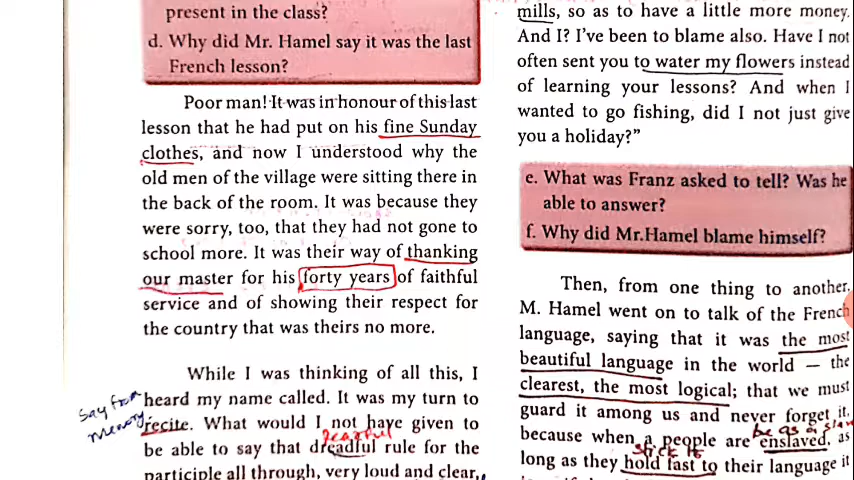 present in the class?
d. Why did Mr. Hamel say it was the last
French lesson?
Poor man! It was in honour of this last
lesson that he had put on his fine Sunday
clothes, and now I understood why the
old men of the village were sitting there in
the back of the room. It was because they
were sorry, too, that they had not gone to
school more. It was their way of thanking
our master for his forty years of faithful
service and of showing their respect for
the country that was theirs no more.
While I was thinking of all this, I
heard my name called. It was my turn to
recite. What would I not have given to
be able to say that dreadful rule for the
participle all through, very loud and clear,
Say from
memory
fearful
mills, so as to have a little more money.
And I? I've been to blame also. Have I not
often sent you to water my flowers instead
of learning your lessons? And when I
wanted to go fishing, did I not just give
you a holiday?”
e. What was Franz asked to tell? Was he
able to answer?
f. Why did Mr.Hamel blame himself?
Then, from one thing to another,
M. Hamel went on to talk of the French
language, saying that it was the most
beautiful language in the world — the
clearest, the most logical; that we must
guard it among us and never forget it,
because when a people are enslaved, as
long as they hold fast to their language it
be as a slave
stick to